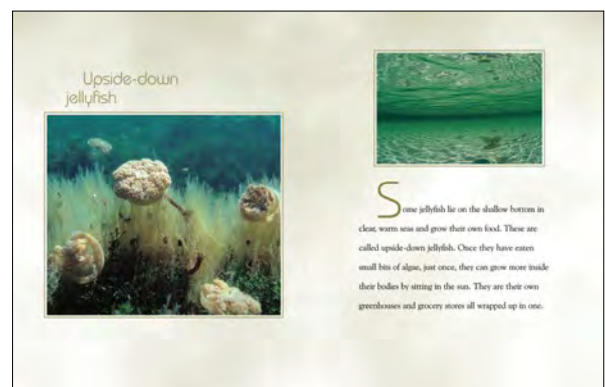 Upside-down
jellyfish
Some jellyfish lie on the shallow bottom in
clear, warm seas and grow their own food. These are
called upside-down jellyfish. Once they have eaten
small bits of algae, just once, they can grow more inside
their bodies by sitting in the sun. They are their own
greenhouses and grocery stores all wrapped up in one.